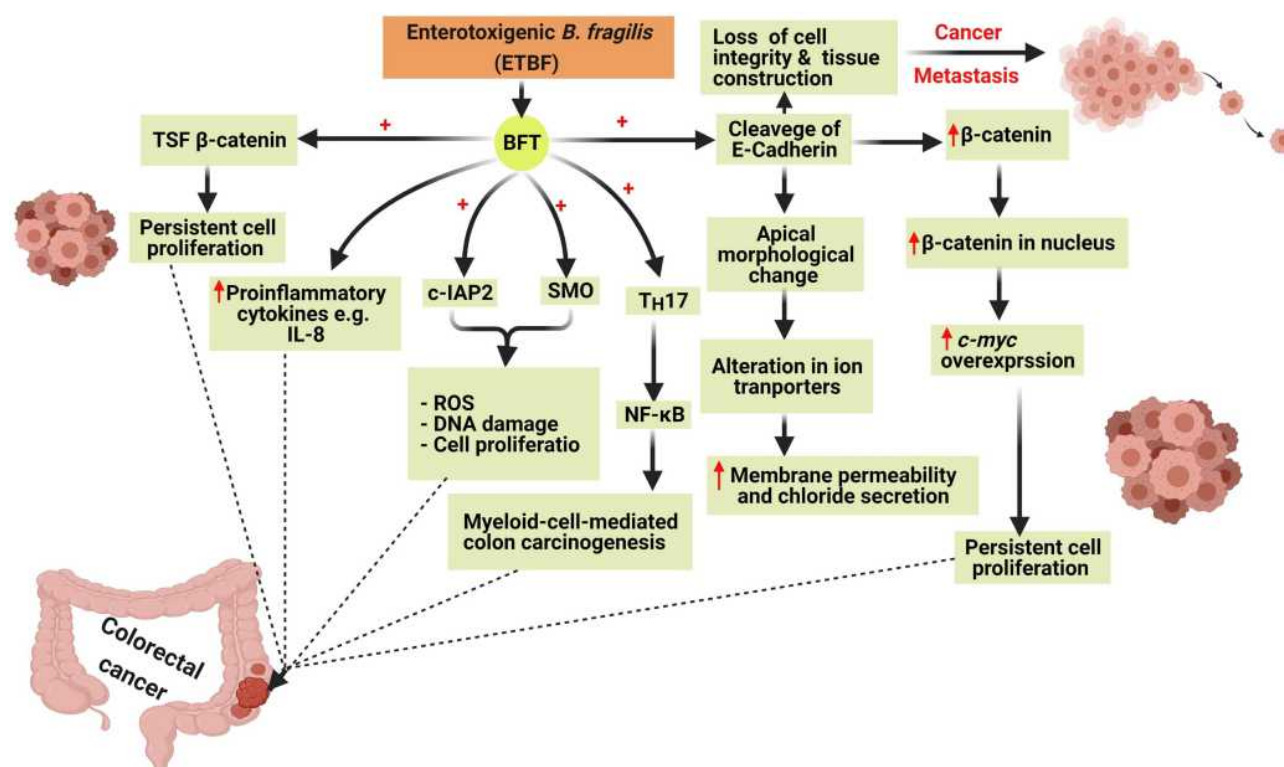 Enterotoxigenic B. fragilis
(ETBF)
Loss of cell
integrity & tissue
construction
Cancer
Metastasis
TSF β-catenin
+
BFT
+
Cleavege of
E-Cadherin
β-catenin
+
+
+
Persistent cell
proliferation
Apical
morphological
change
β-catenin in nucleus
Proinflammatory
cytokines e.g.
IL-8
c-IAP2
SMO
TH17
c-myc
overexprssion
Alteration in ion
tranporters
- ROS
- DNA damage
- Cell proliferatio
NF-κB
Membrane permeability
and chloride secretion
Myeloid-cell-mediated
colon carcinogenesis
Persistent cell
proliferation
Colorectal
cancer